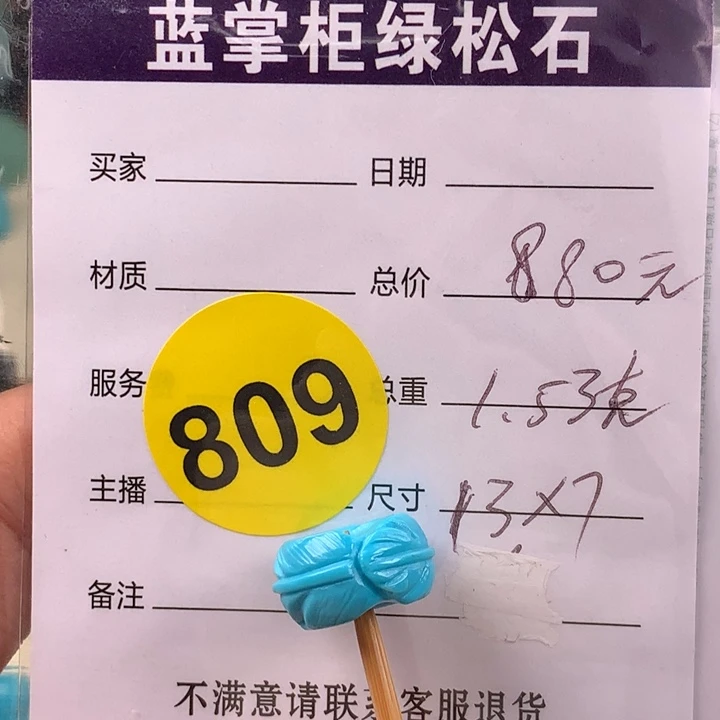 蓝掌柜绿松石
买家 日期
材质 总价 880元
服务 总重 1.53克
809
主播 尺寸 13×7
备注
不满意请联系客服退货